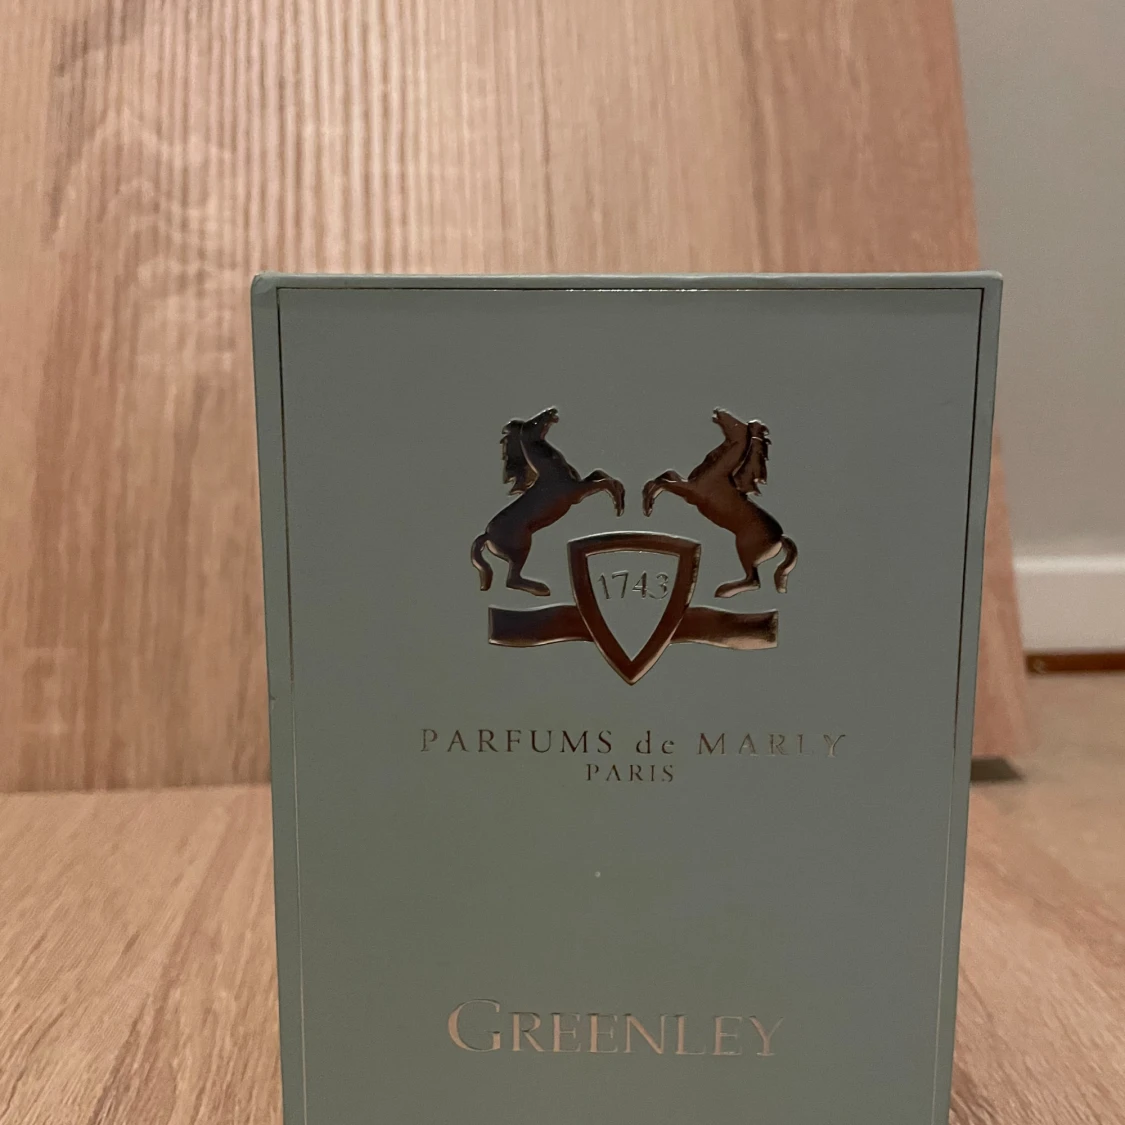 1743
PARFUMS de MARLY
PARIS
GREENLEY